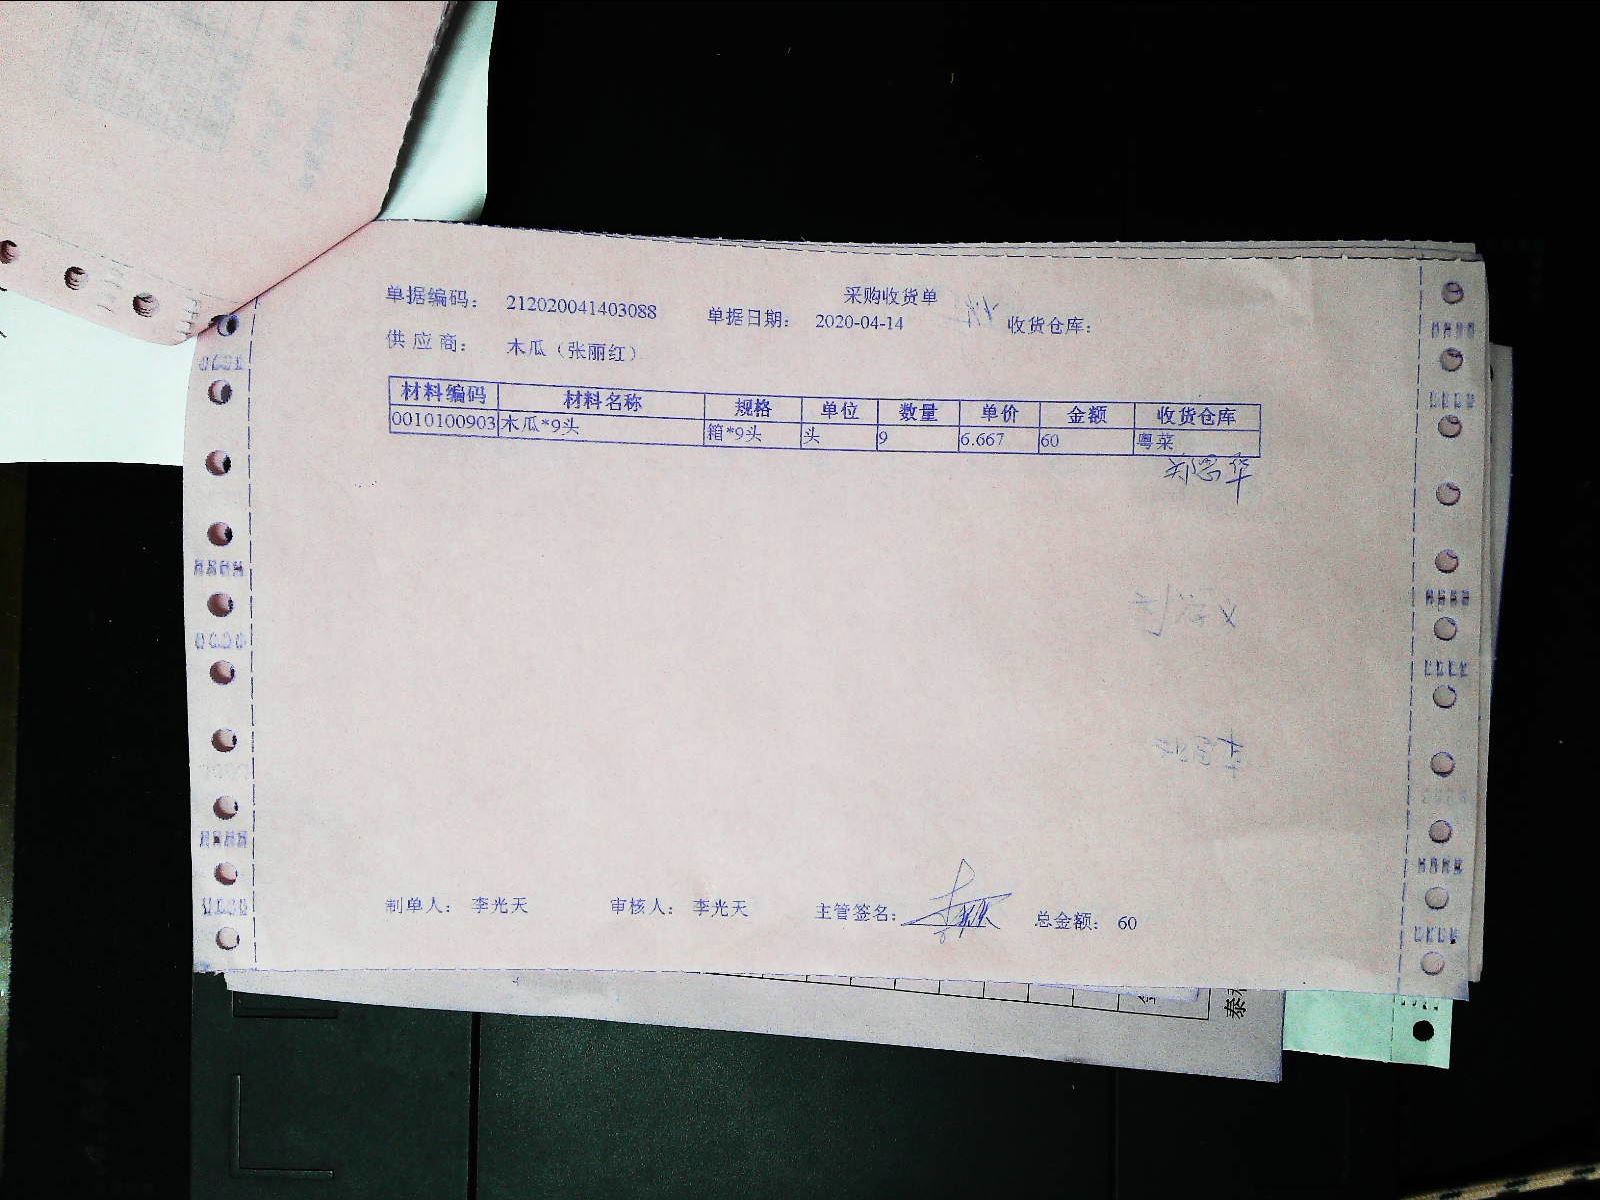 采购收货单
单据编码： 212020041403088 单据日期： 2020-04-14 收货仓库：
供 应 商： 木瓜（张丽红）
材料编码 材料名称 规格 单位 数量 单价 金额 收货仓库
0010100903 木瓜*9头 箱*9头 头 9 6.667 60 粤菜
制单人： 李光天 审核人： 李光天 主管签名： 总金额： 60